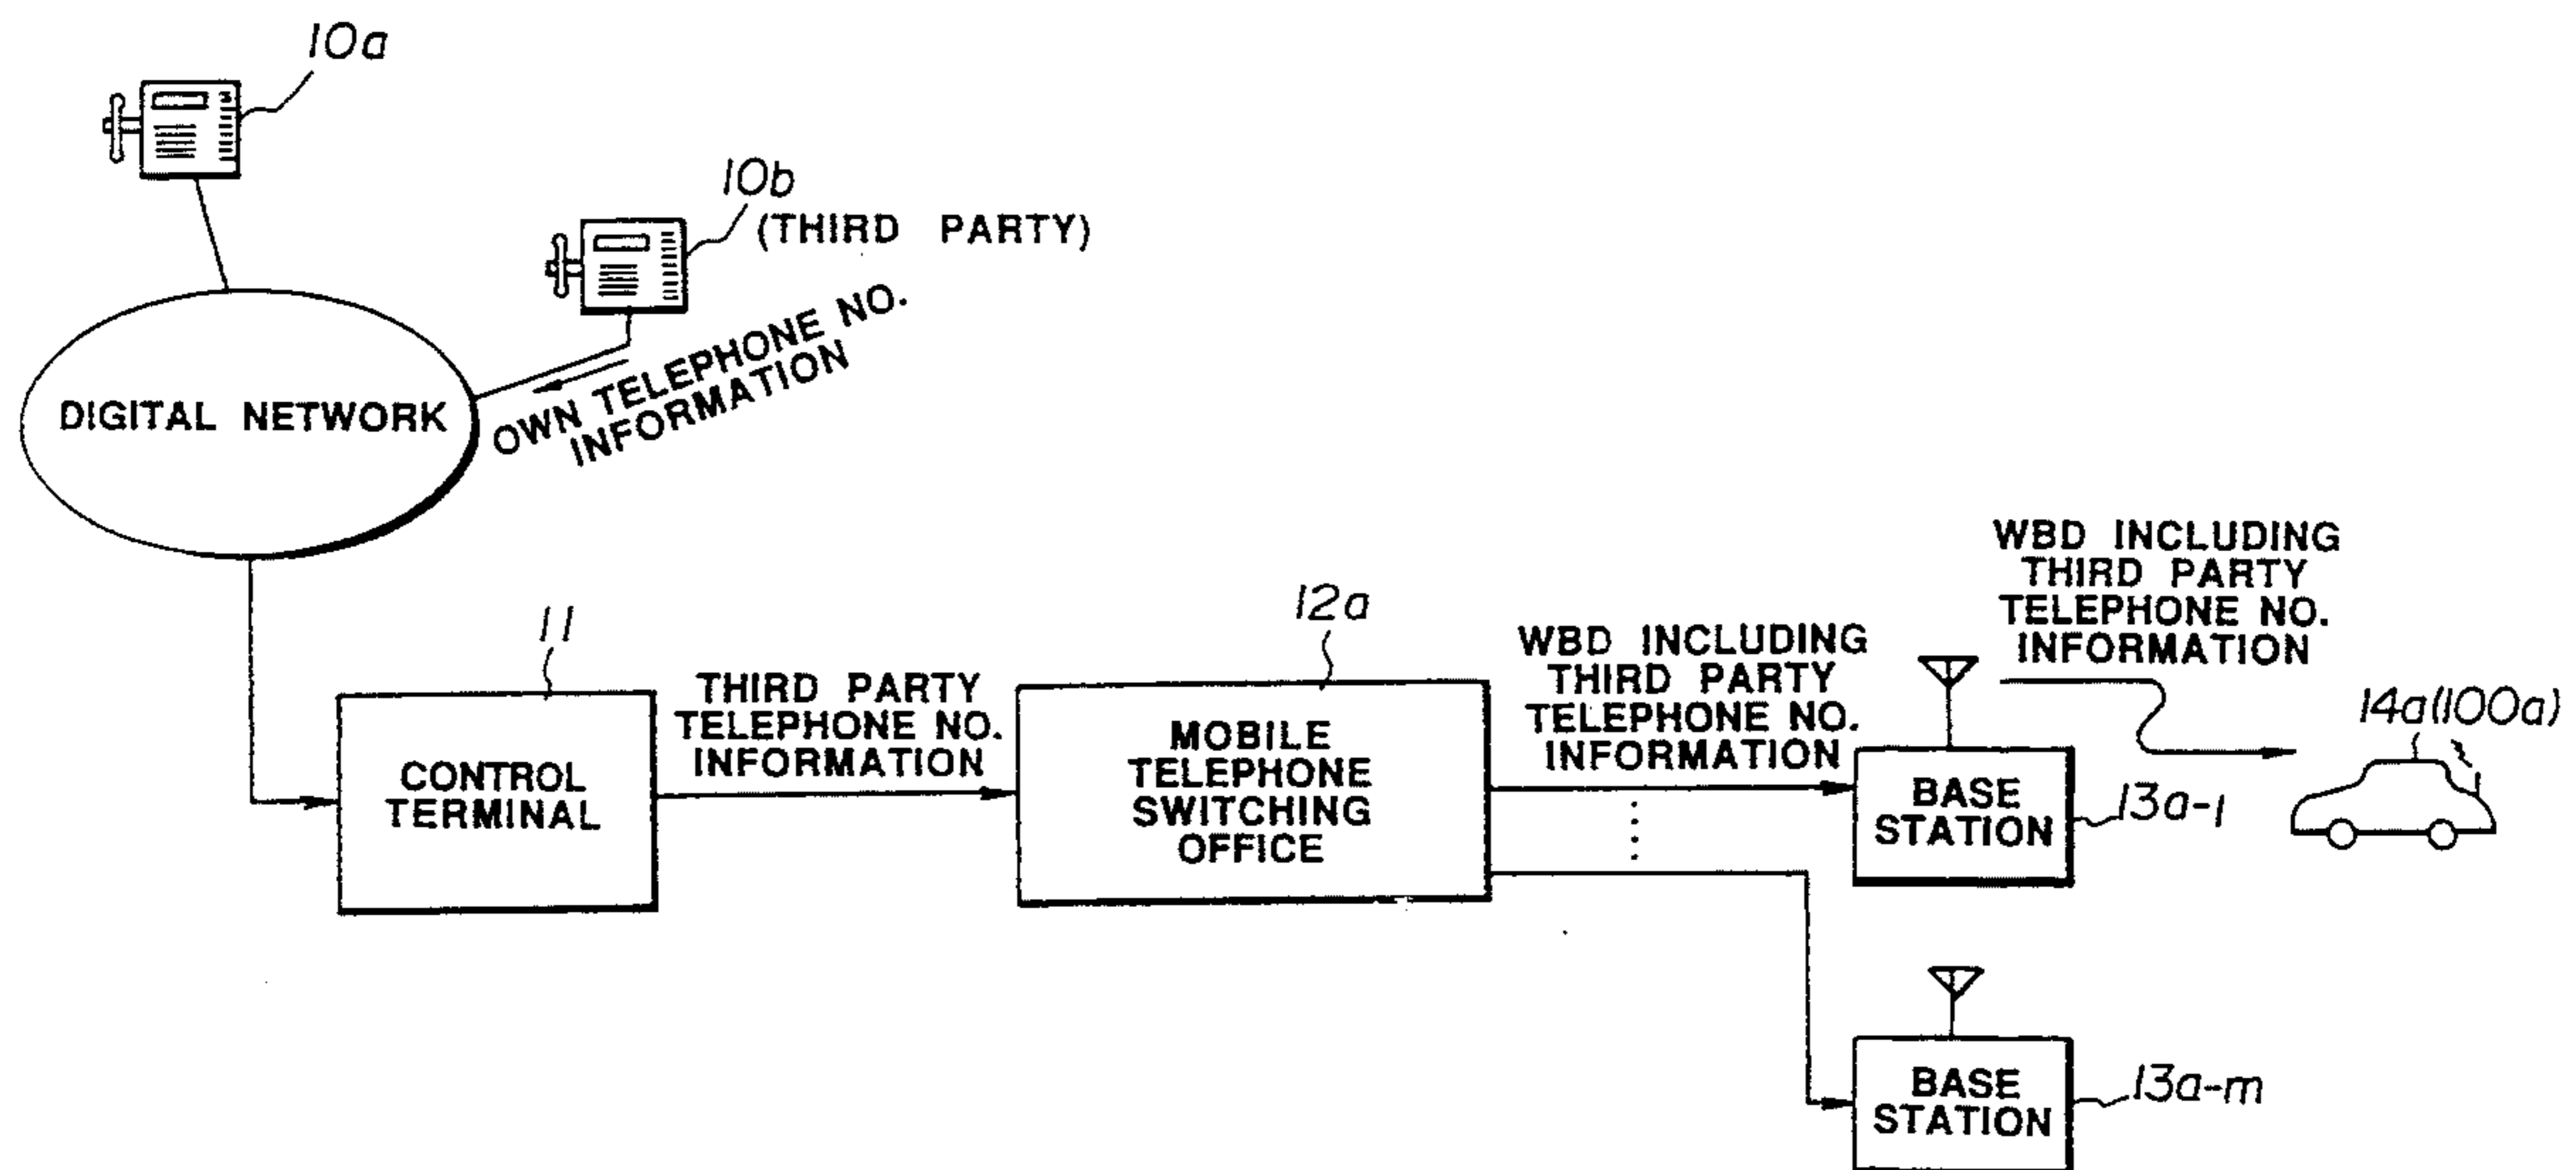 10a
10b
(THIRD PARTY)
OWN TELEPHONE NO.
INFORMATION
DIGITAL NETWORK
11
CONTROL
TERMINAL
THIRD PARTY
TELEPHONE NO.
INFORMATION
12a
MOBILE
TELEPHONE
SWITCHING
OFFICE
WBD INCLUDING
THIRD PARTY
TELEPHONE NO.
INFORMATION
WBD INCLUDING
THIRD PARTY
TELEPHONE NO.
INFORMATION
BASE
STATION
13a-1
14a(100a)
BASE
STATION
13a-m